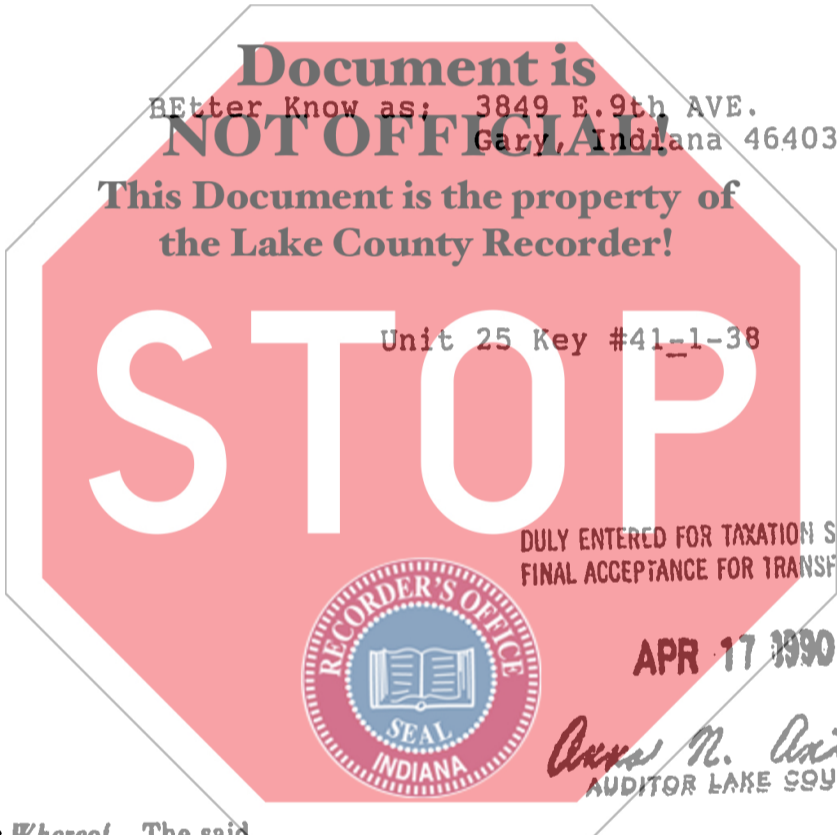 Document is
BEtter Know as; 3849 E.9th AVE.
NOT OFFICIAL!
Gary, Indiana 46403
This Document is the property of
the Lake County Recorder!
Unit 25 Key #41-1-38
STOP
DULY ENTERED FOR TAXATION S
FINAL ACCEPTANCE FOR TRANSF
RECORDER'S OFFICE
APR 17 1990
SEAL
INDIANA
Anna N.
AUDITOR LAKE COU
Whereof, The said